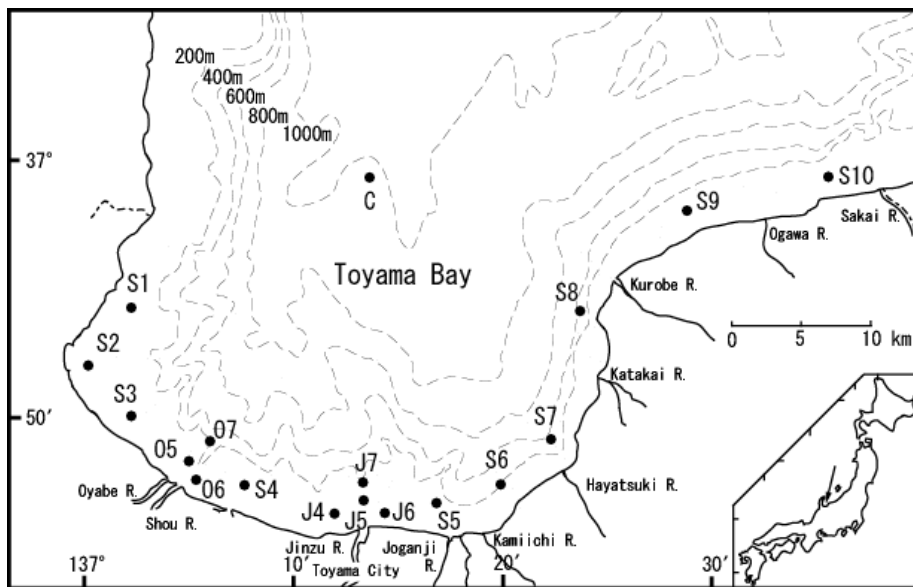 200m
400m
600m
800m
1000m
37°
C
S10
S9
Sakai R.
Ogawa R.
Toyama Bay
Kurobe R.
S1
S8
0 5 10 km
S2
Katakai R.
S3
50′
O7
S7
O5
J7
S6
Oyabe R.
O6
S4
Hayatsuki R.
Shou R.
J4
J5
J6
S5
Jinzu R.
Joganji
R.
Kamiichi R.
137°
10′
Toyama City
20′
30′